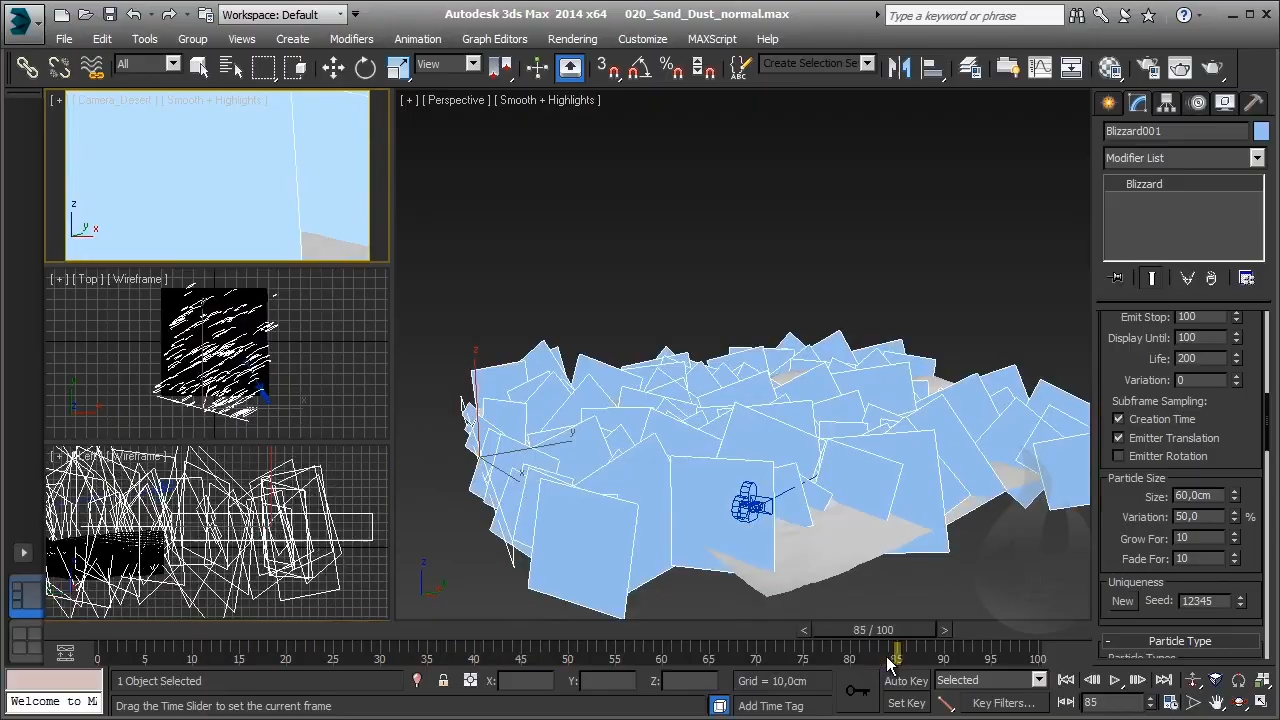 Workspace: Default
Autodesk 3ds Max 2014 x64    020_Sand_Dust_normal.max
Type a keyword or phrase
File Edit Tools Group Views Create Modifiers Animation Graph Editors Rendering Customize MAXScript Help
All
View
Create Selection Se
[ + ] [ Camera_Desert ] [ Smooth + Highlights ]
[ + ] [ Perspective ] [ Smooth + Highlights ]
Blizzard001
Modifier List
Blizzard
z
y
x
[ + ] [ Top ] [ Wireframe ]
Emit Stop: 100
Display Until: 100
Life: 200
Variation: 0
Subframe Sampling:
Creation Time
Emitter Translation
Emitter Rotation
z
y
x
[ Wireframe ]
Particle Size
Size: 60,0cm
Variation: 50,0 %
Grow For: 10
Fade For: 10
Uniqueness
New Seed: 12345
z
- Particle Type
Particle Types
< 85 / 100 >
0 5 10 15 20 25 30 35 40 45 50 55 60 65 70 75 80 85 90 95 100
1 Object Selected
X: Y: Z:
Grid = 10,0cm
Auto Key
Selected
Welcome to M
Drag the Time Slider to set the current frame
Add Time Tag
Set Key
Key Filters...
85